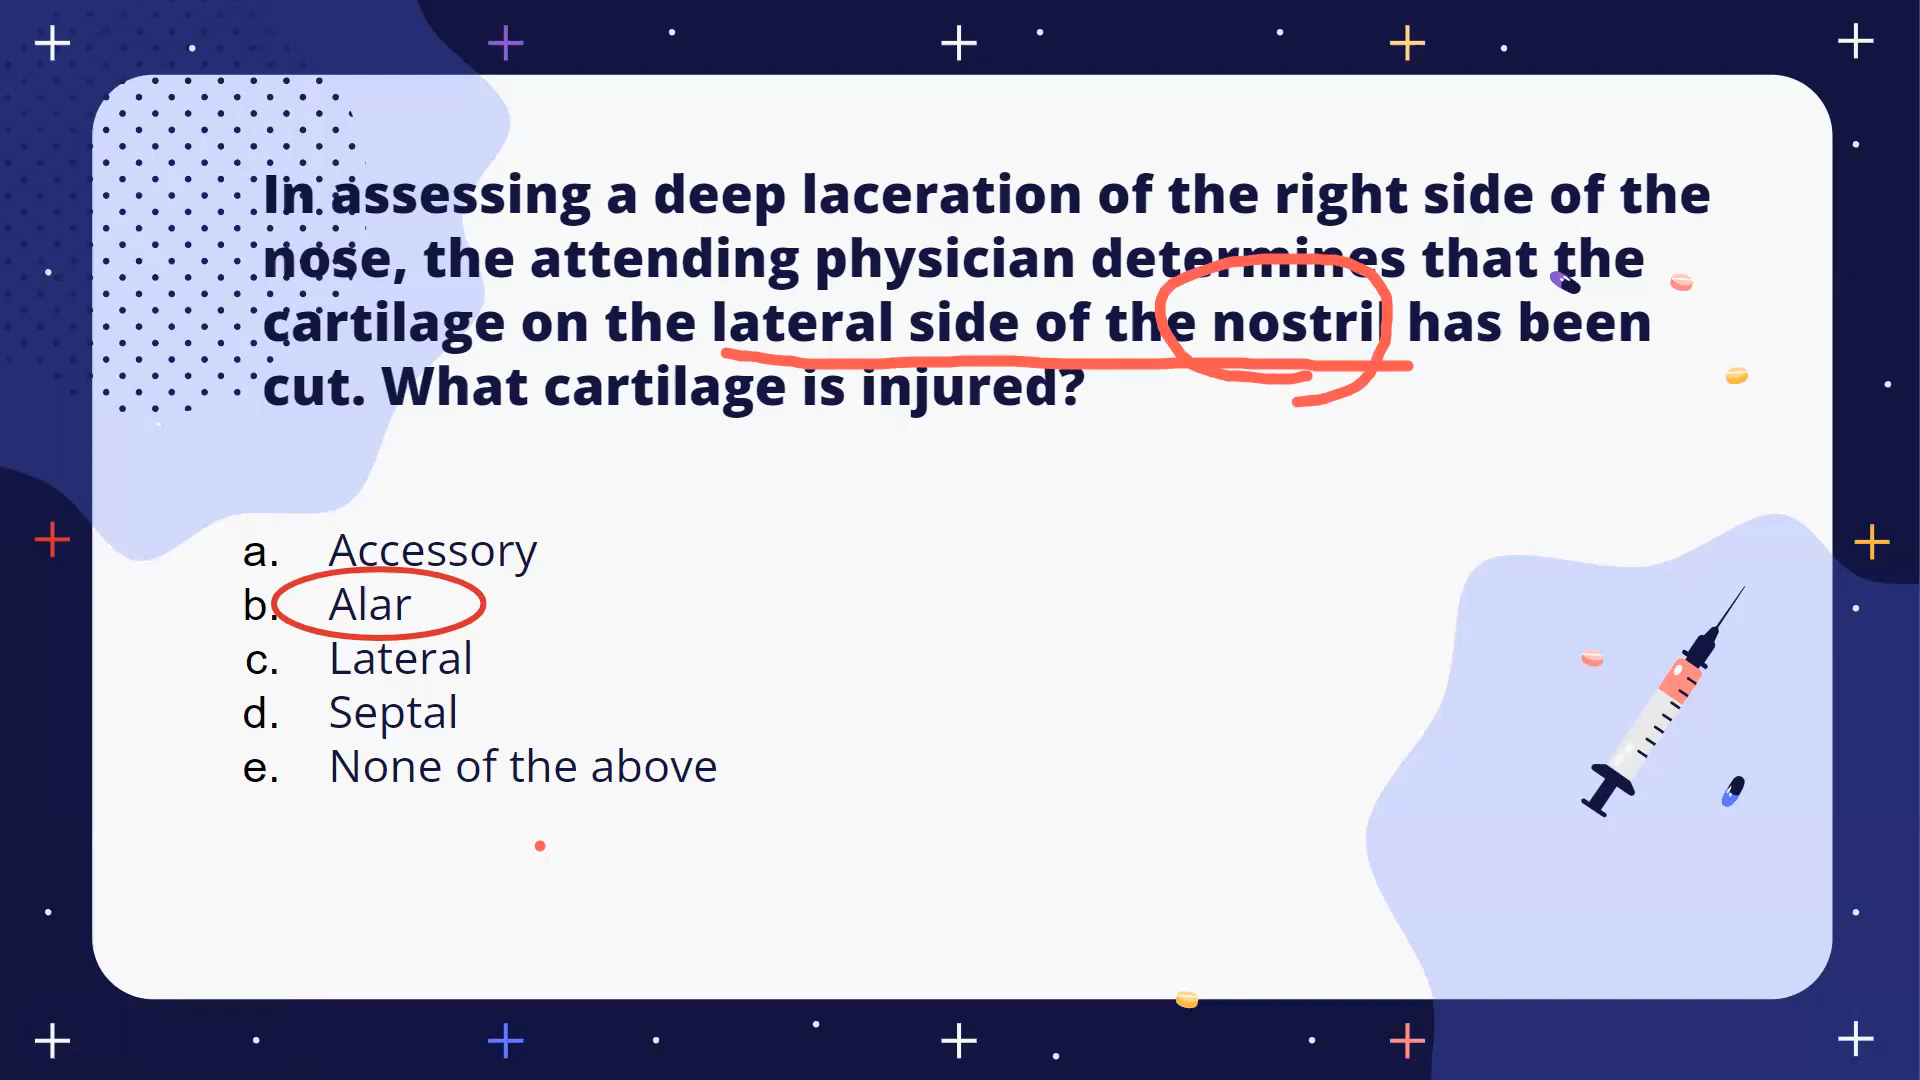 In assessing a deep laceration of the right side of the
nose, the attending physician determines that the
cartilage on the lateral side of the nostril has been
cut. What cartilage is injured?
a. Accessory
b. Alar
c. Lateral
d. Septal
e. None of the above